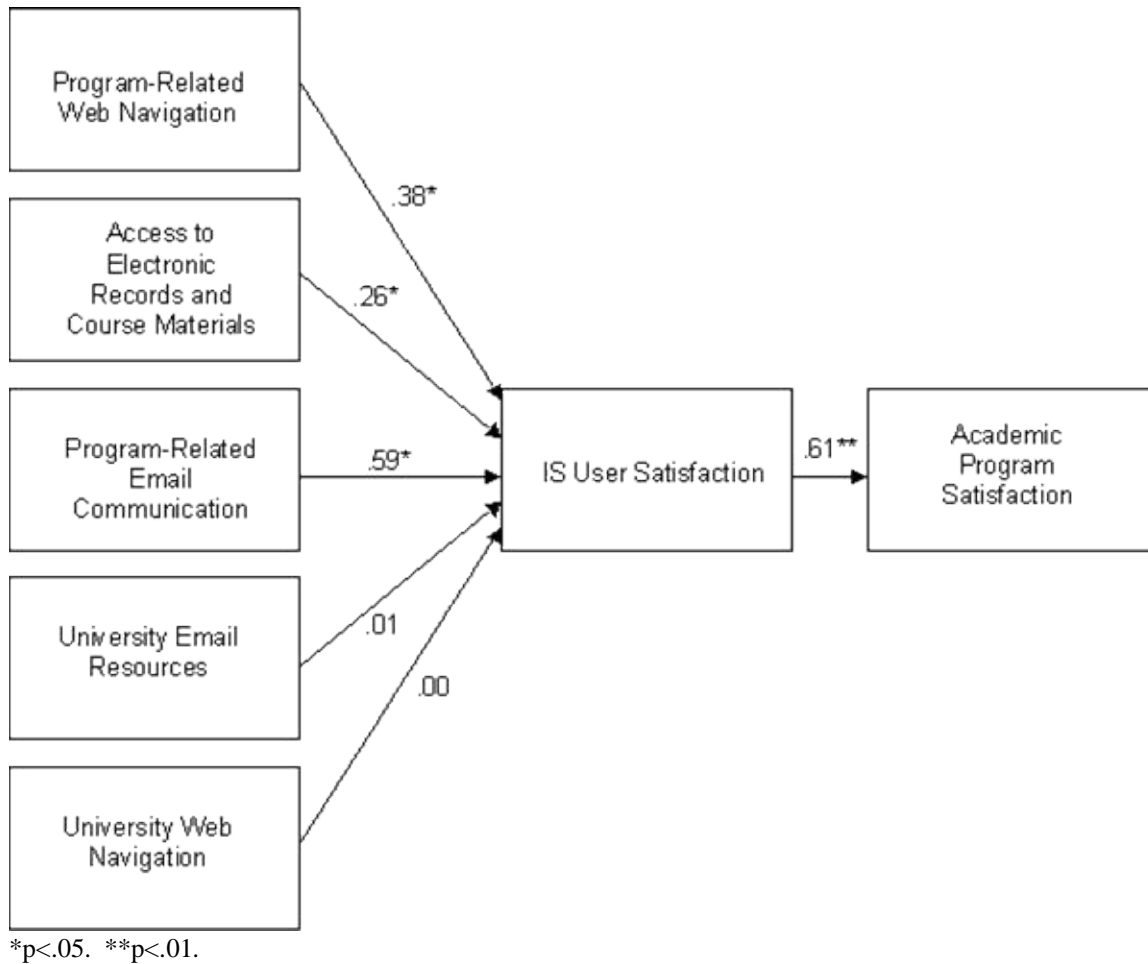 Program-Related
Web Navigation
.38*
Access to
Electronic
Records and
Course Materials
.26*
Program-Related
Email
Communication
.59*
IS User Satisfaction
.61**
Academic
Program
Satisfaction
University Email
Resources
.01
.00
University Web
Navigation
*p<.05. **p<.01.